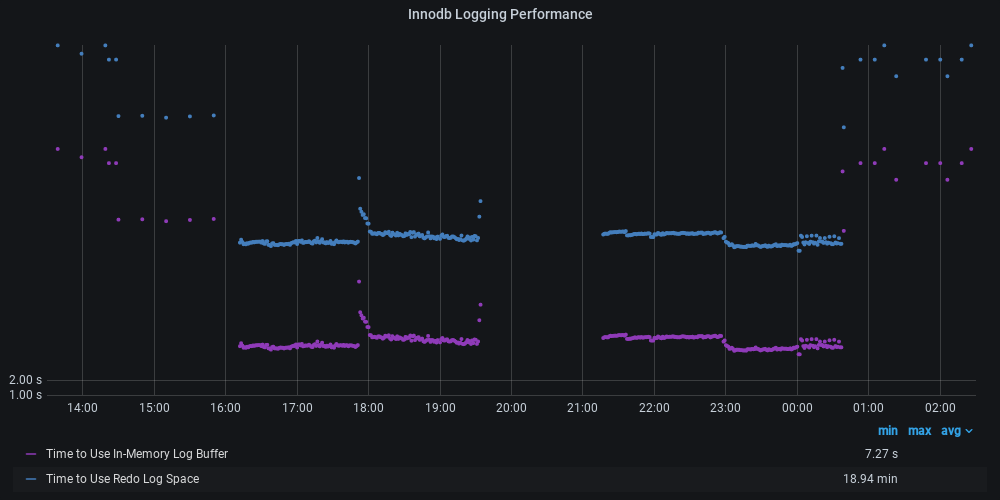 Innodb Logging Performance
2.00 s
1.00 s
14:00 15:00 16:00 17:00 18:00 19:00 20:00 21:00 22:00 23:00 00:00 01:00 02:00
min max avg
Time to Use In-Memory Log Buffer 7.27 s
Time to Use Redo Log Space 18.94 min